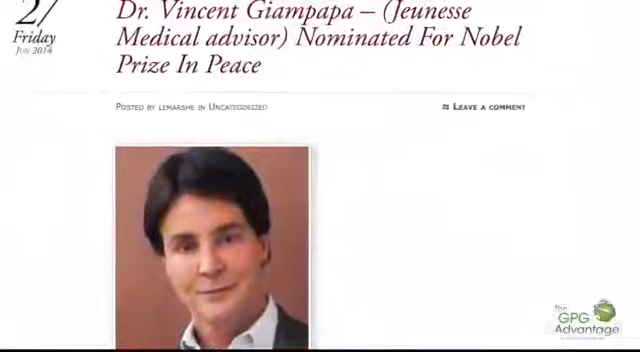 27
Friday
Jun 2014
Dr. Vincent Giampapa – (Jeunesse
Medical advisor) Nominated For Nobel
Prize In Peace
Posted by lemarshe in Uncategorized
≈ Leave a comment
The
GPG
Advantage